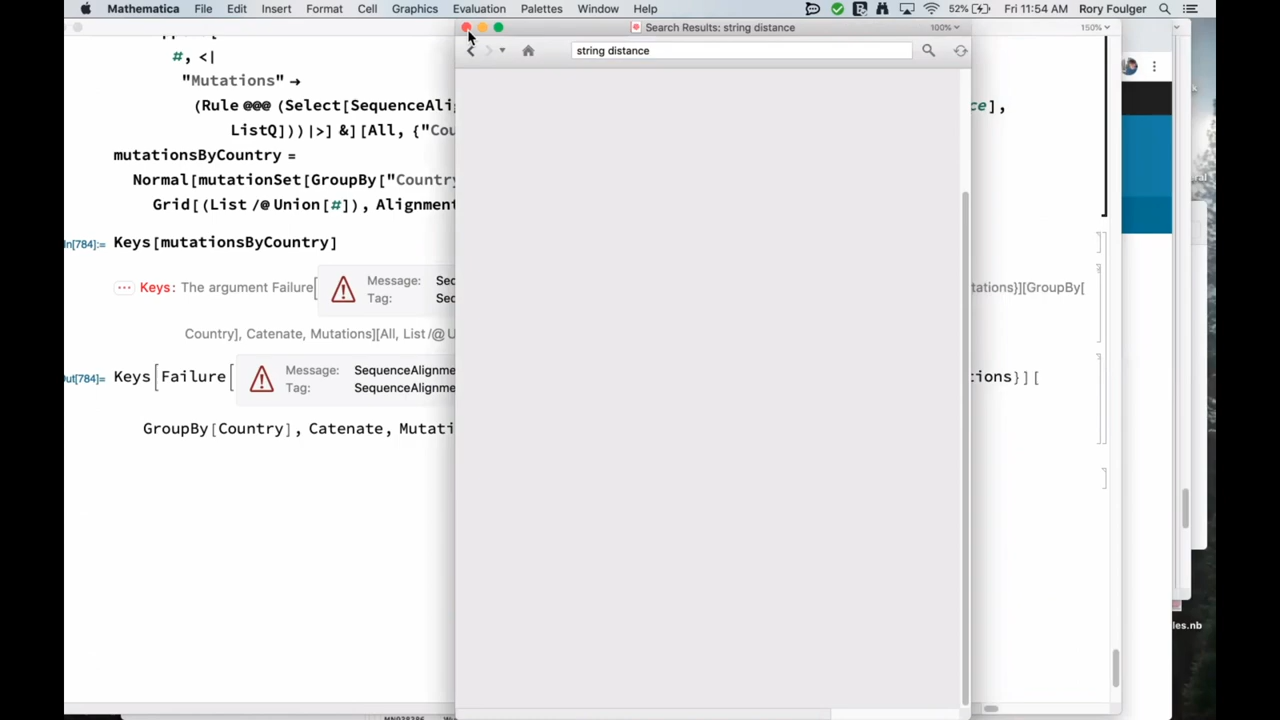 Mathematica File Edit Insert Format Cell Graphics Evaluation Palettes Window Help 52% Fri 11:54 AM Rory Foulger
Search Results: string distance 100%
150%
string distance
#, <|
"Mutations" →
(Rule @@@ (Select[SequenceAli
ce],
ListQ]))|>] &][All, {"Cou
mutationsByCountry =
Normal[mutationSet[GroupBy["Country
Grid[(List /@ Union[#]), Alignment
In[784]:= Keys[mutationsByCountry]
Keys: The argument Failure[
Message: Seq
Tag: Seq
tations}][GroupBy[
Country], Catenate, Mutations][All, List /@ U
Out[784]= Keys[Failure[
Message: SequenceAlignme
Tag: SequenceAlignme
ions}][
GroupBy[Country], Catenate, Mutati
les.nb